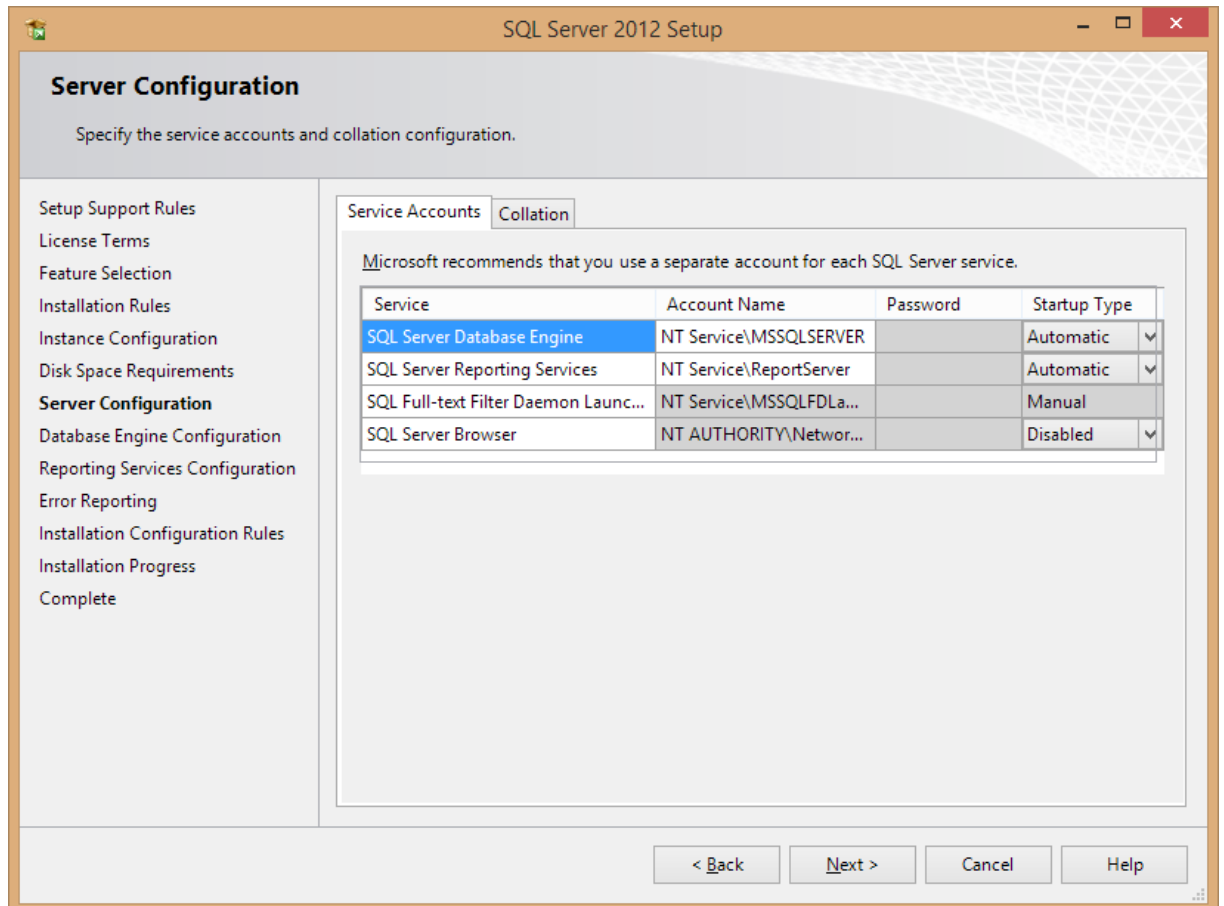 SQL Server 2012 Setup
Server Configuration
Specify the service accounts and collation configuration.
Setup Support Rules
License Terms
Feature Selection
Installation Rules
Instance Configuration
Disk Space Requirements
Server Configuration
Database Engine Configuration
Reporting Services Configuration
Error Reporting
Installation Configuration Rules
Installation Progress
Complete
Service Accounts Collation
Microsoft recommends that you use a separate account for each SQL Server service.
Service Account Name Password Startup Type
SQL Server Database Engine NT Service\MSSQLSERVER Automatic
SQL Server Reporting Services NT Service\ReportServer Automatic
SQL Full-text Filter Daemon Launc... NT Service\MSSQLFDLa... Manual
SQL Server Browser NT AUTHORITY\Networ... Disabled
< Back Next > Cancel Help